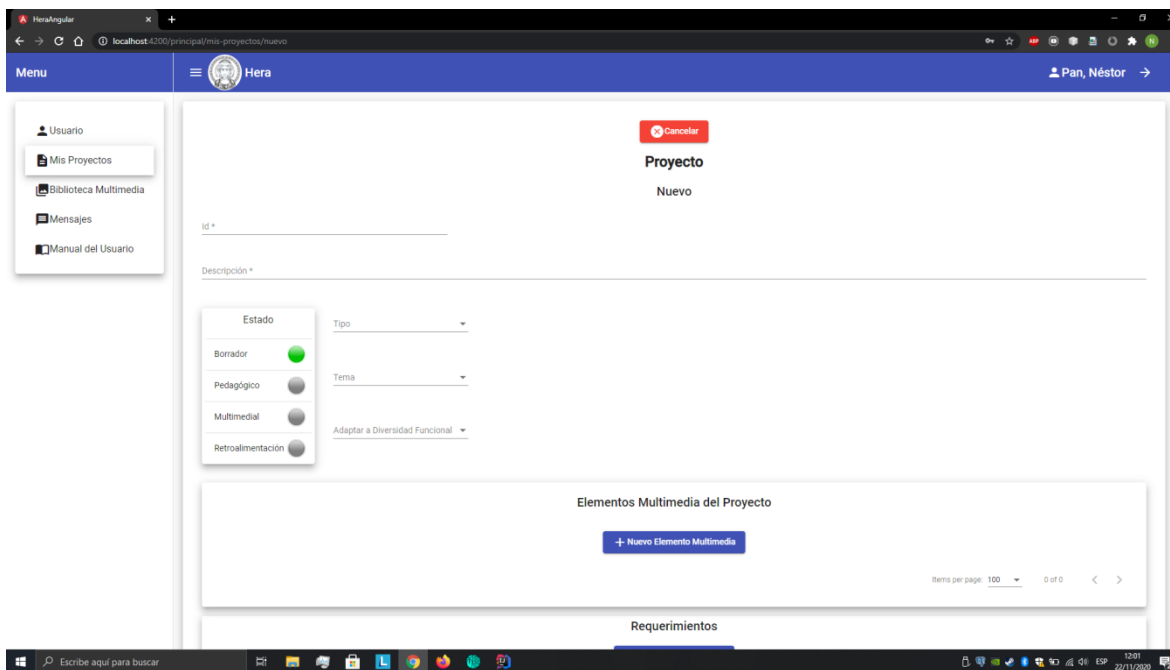 HeraAngular
localhost:4200/principal/mis-proyectos/nuevo
Menu
Hera
Pan, Néstor
Usuario
Mis Proyectos
Biblioteca Multimedia
Mensajes
Manual del Usuario
Cancelar
Proyecto
Nuevo
Id *
Descripción *
Estado
Borrador
Pedagógico
Multimedial
Retroalimentación
Tipo
Tema
Adaptar a Diversidad Funcional
Elementos Multimedia del Proyecto
+ Nuevo Elemento Multimedia
Items per page: 100 0 of 0
Requerimientos
Escribe aquí para buscar
ESP
12:01
22/11/2020